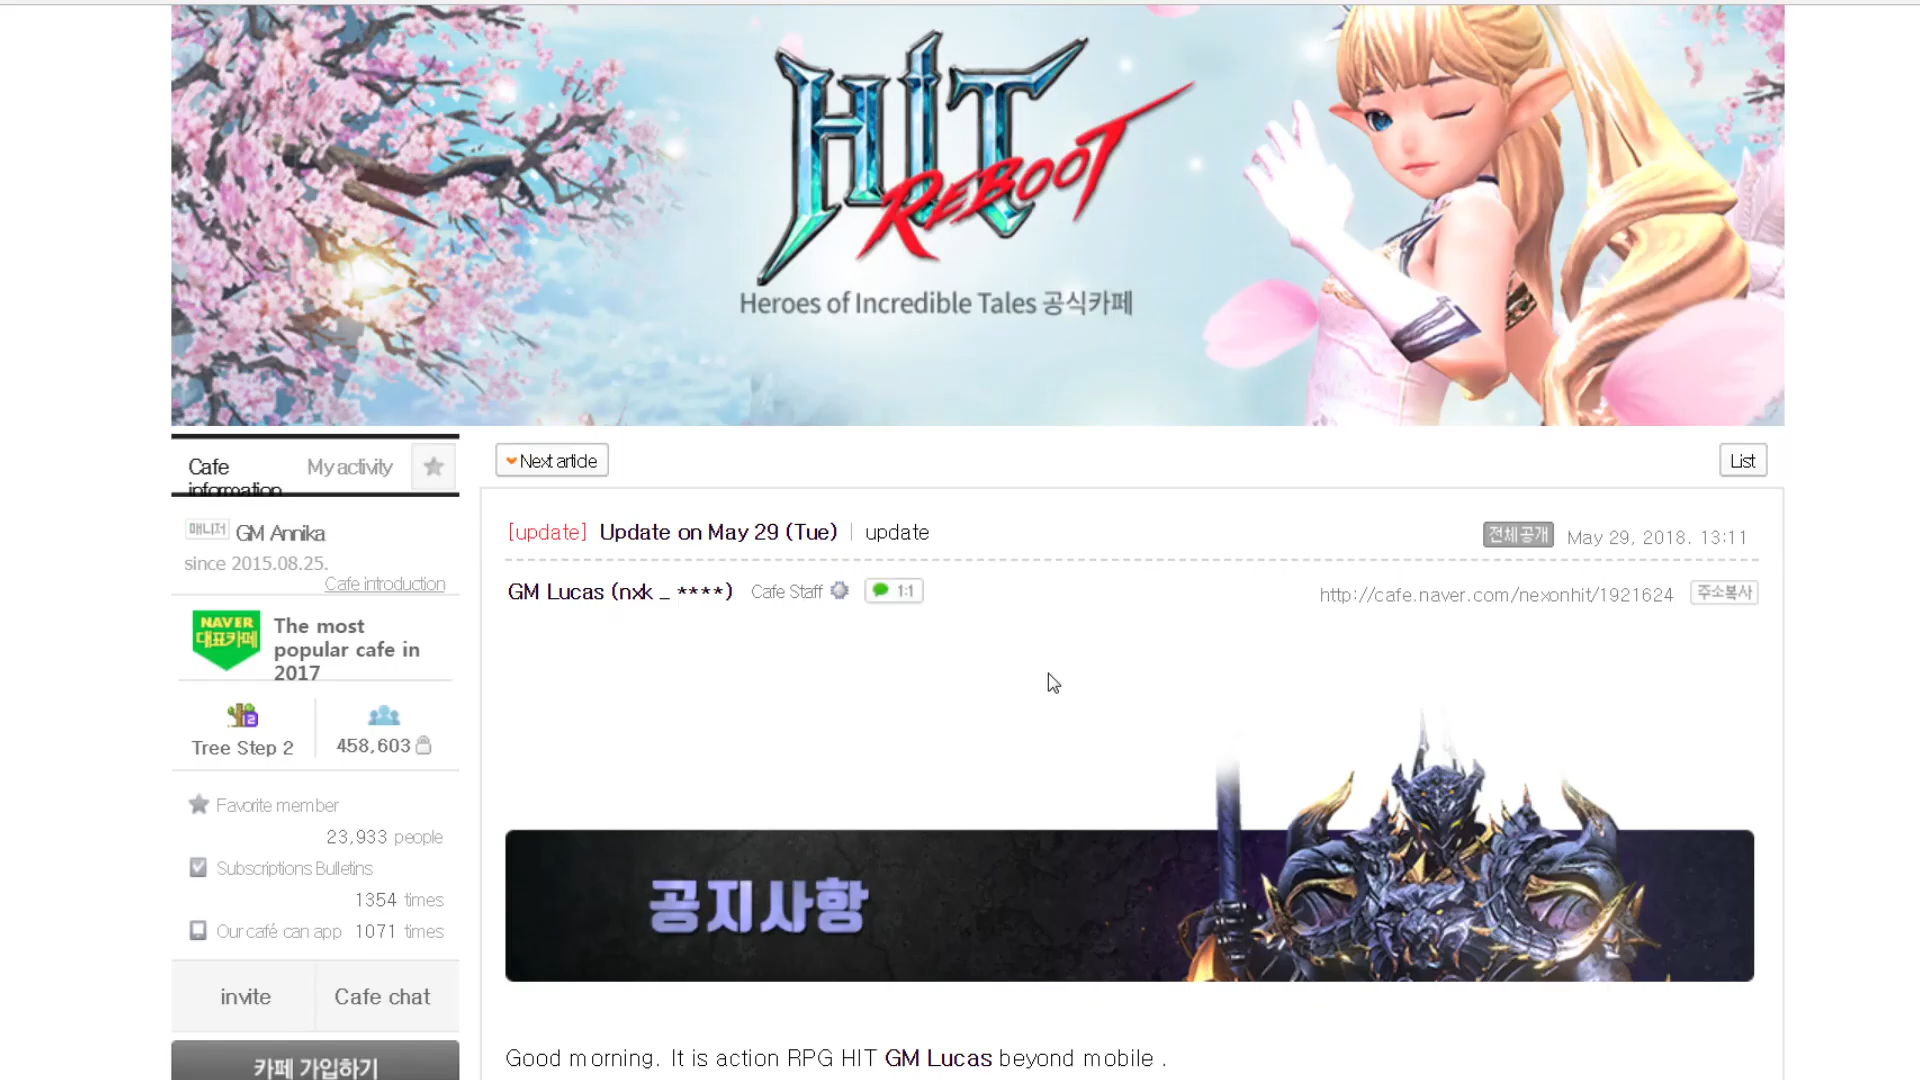 HIT
REBOOT
Heroes of Incredible Tales 공식카페
Cafe information
My activity
매니저 GM Annika
since 2015.08.25.
Cafe introduction
NAVER
대표카페
The most
popular cafe in
2017
12
Tree Step 2
458,603
Favorite member
23,933 people
Subscriptions Bulletins
1354 times
Our café can app 1071 times
invite
Cafe chat
카페 가입하기
Next article
List
[update] Update on May 29 (Tue) | update
전체공개 May 29, 2018. 13:11
GM Lucas (nxk _ ****) Cafe Staff 1:1
http://cafe.naver.com/nexonhit/1921624 주소복사
공지사항
Good morning. It is action RPG HIT GM Lucas beyond mobile .